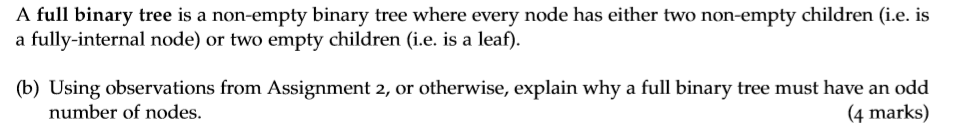 A full binary tree is a non-empty binary tree where every node has either two non-empty children (i.e. is
a fully-internal node) or two empty children (i.e. is a leaf).
(b) Using observations from Assignment 2, or otherwise, explain why a full binary tree must have an odd
number of nodes. (4 marks)